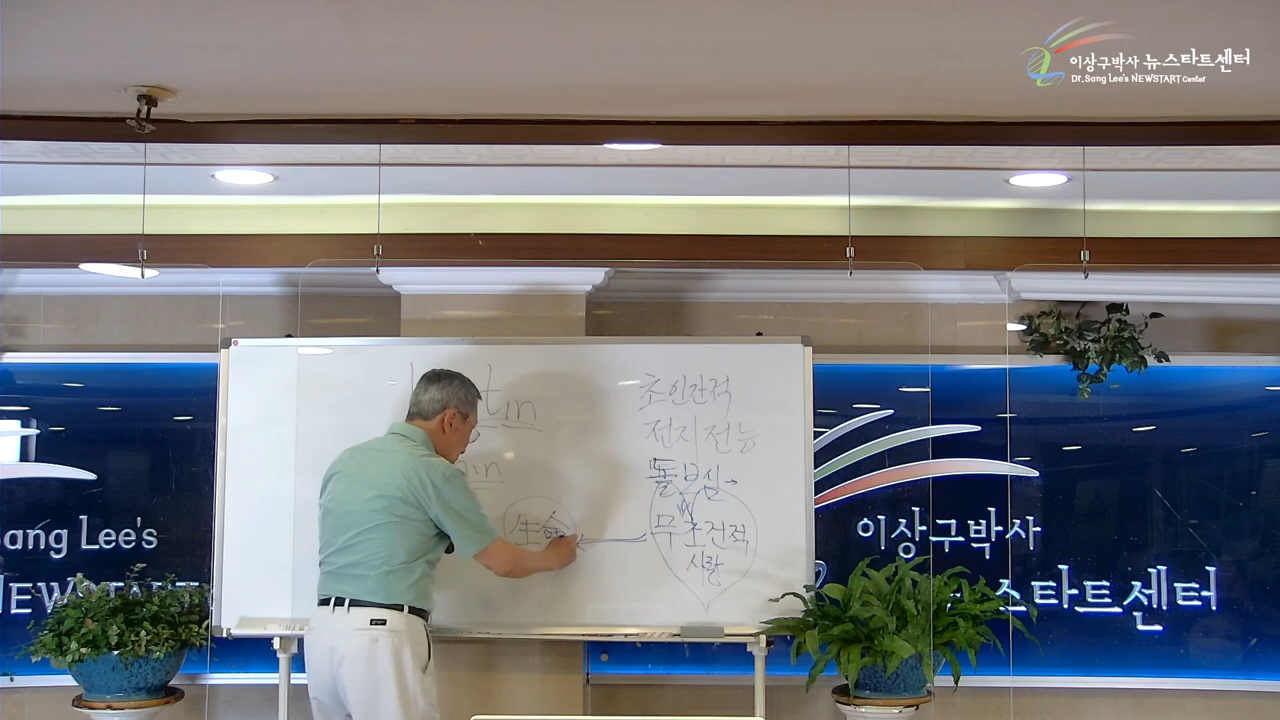 이상구박사 뉴스타트센터
Dr. Sang Lee's NEWSTART Center
초인간적
전지전능
돌보심→
무조건적
사랑
生命
이상구박사
스타트센터
Sang Lee's
NEWSTART